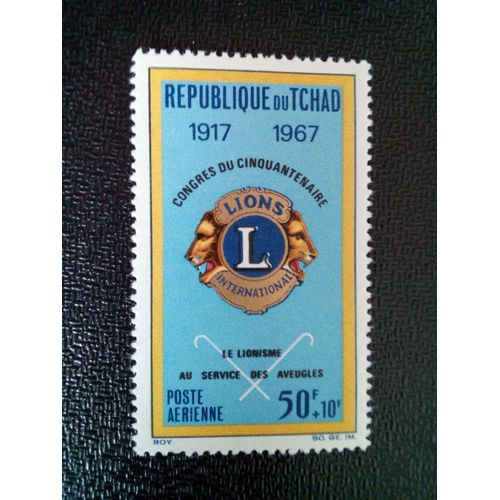 REPUBLIQUE DU TCHAD
1917 1967
CONGRES DU CINQUANTENAIRE
LIONS
L
INTERNATIONAL
LE LIONISME
AU SERVICE DES AVEUGLES
POSTE
AERIENNE
50F+10F
ROY SO. GE. IM.